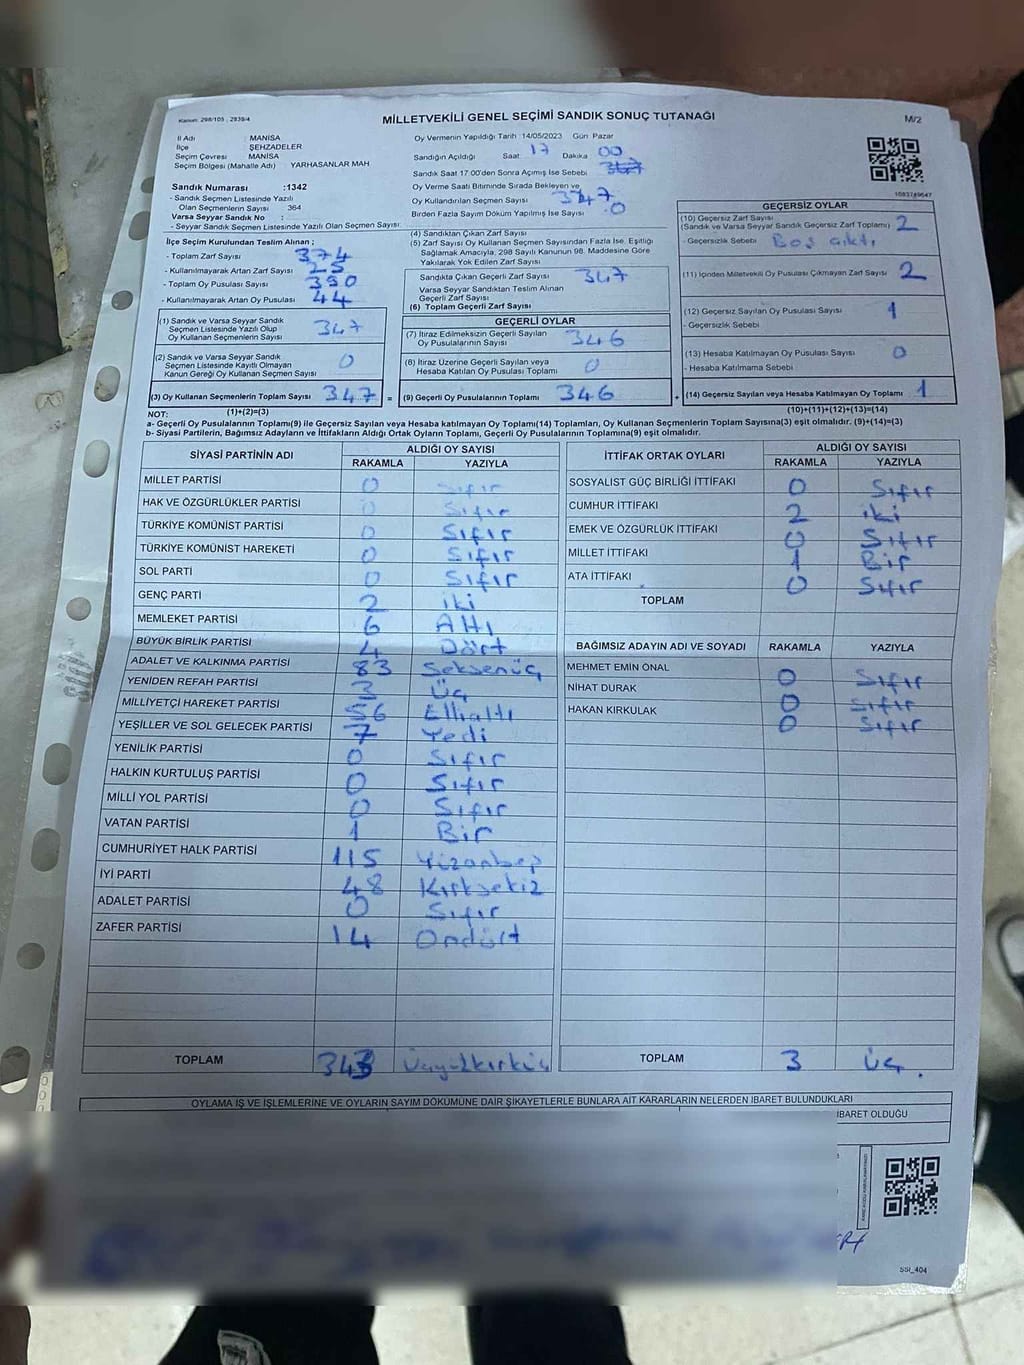 Kanun: 298/105 , 2839/4
MİLLETVEKİLİ GENEL SEÇİMİ SANDIK SONUÇ TUTANAĞI
M/2
İl Adı : MANİSA
İlçe : ŞEHZADELER
Seçim Çevresi : MANİSA
Seçim Bölgesi (Mahalle Adı) : YARHASANLAR MAH
Sandık Numarası :1342
- Sandık Seçmen Listesinde Yazılı
Olan Seçmenlerin Sayısı : 364
Varsa Seyyar Sandık No :
- Seyyar Sandık Seçmen Listesinde Yazılı Olan Seçmen Sayısı:
Oy Vermenin Yapıldığı Tarih :14/05/2023 Gün Pazar
Sandığın Açıldığı Saat: 17 Dakika 00
Sandık Saat 17.00'den Sonra Açılmış İse Sebebi
Oy Verme Saati Bitiminde Sırada Bekleyen ve
Oy Kullandırılan Seçmen Sayısı 347
Birden Fazla Sayım Döküm Yapılmış İse Sayısı 0
1083749647
İlçe Seçim Kurulundan Teslim Alınan ;
- Toplam Zarf Sayısı 374
- Kullanılmayarak Artan Zarf Sayısı 25
- Toplam Oy Pusulası Sayısı 390
- Kullanılmayarak Artan Oy Pusulası 44
(1) Sandık ve Varsa Seyyar Sandık
Seçmen Listesinde Yazılı Olup
Oy Kullanan Seçmenlerin Sayısı 347
(2) Sandık ve Varsa Seyyar Sandık
Seçmen Listesinde Kayıtlı Olmayan
Kanun Gereği Oy Kullanan Seçmen Sayısı 0
(3) Oy Kullanan Seçmenlerin Toplam Sayısı 347 =
(4) Sandıktan Çıkan Zarf Sayısı
(5) Zarf Sayısı Oy Kullanan Seçmen Sayısından Fazla İse, Eşitliği
Sağlamak Amacıyla, 298 Sayılı Kanunun 98. Maddesine Göre
Yakılarak Yok Edilen Zarf Sayısı
Sandıkta Çıkan Geçerli Zarf Sayısı 347
Varsa Seyyar Sandıktan Teslim Alınan
Geçerli Zarf Sayısı
(6) Toplam Geçerli Zarf Sayısı
GEÇERLİ OYLAR
(7) İtiraz Edilmeksizin Geçerli Sayılan
Oy Pusulalarının Sayısı 346
(8) İtiraz Üzerine Geçerli Sayılan veya
Hesaba Katılan Oy Pusulası Toplamı 0
(9) Geçerli Oy Pusulalarının Toplamı 346 +
GEÇERSİZ OYLAR
(10) Geçersiz Zarf Sayısı
(Sandık ve Varsa Seyyar Sandık Geçersiz Zarf Toplamı) 2
- Geçersizlik Sebebi Boş çıktı
(11) İçinden Milletvekili Oy Pusulası Çıkmayan Zarf Sayısı 2
(12) Geçersiz Sayılan Oy Pusulası Sayısı 1
- Geçersizlik Sebebi
(13) Hesaba Katılmayan Oy Pusulası Sayısı 0
- Hesaba Katılmama Sebebi
(14) Geçersiz Sayılan veya Hesaba Katılmayan Oy Toplamı 1
NOT: (1)+(2)=(3) (10)+(11)+(12)+(13)=(14)
a- Geçerli Oy Pusulalarının Toplamı(9) ile Geçersiz Sayılan veya Hesaba katılmayan Oy Toplamı(14) Toplamları, Oy Kullanan Seçmenlerin Toplam Sayısına(3) eşit olmalıdır. (9)+(14)=(3)
b- Siyasi Partilerin, Bağımsız Adayların ve İttifakların Aldığı Ortak Oyların Toplamı, Geçerli Oy Pusulalarının Toplamına(9) eşit olmalıdır.
SİYASİ PARTİNİN ADI ALDIĞI OY SAYISI
RAKAMLA YAZIYLA
MİLLET PARTİSİ 0 Sıfır
HAK VE ÖZGÜRLÜKLER PARTİSİ 0 Sıfır
TÜRKİYE KOMÜNİST PARTİSİ 0 Sıfır
TÜRKİYE KOMÜNİST HAREKETİ 0 Sıfır
SOL PARTİ 0 Sıfır
GENÇ PARTİ 2 iki
MEMLEKET PARTİSİ 6 Altı
BÜYÜK BİRLİK PARTİSİ 4 Dört
ADALET VE KALKINMA PARTİSİ 83 Seksenüç
YENİDEN REFAH PARTİSİ 3 Üç
MİLLİYETÇİ HAREKET PARTİSİ 56 Ellialtı
YEŞİLLER VE SOL GELECEK PARTİSİ 7 Yedi
YENİLİK PARTİSİ 0 Sıfır
HALKIN KURTULUŞ PARTİSİ 0 Sıfır
MİLLİ YOL PARTİSİ 0 Sıfır
VATAN PARTİSİ 1 Bir
CUMHURİYET HALK PARTİSİ 115 Yüzonbeş
İYİ PARTİ 48 Kırksekiz
ADALET PARTİSİ 0 Sıfır
ZAFER PARTİSİ 14 Ondört
TOPLAM 343 Üçyüzkırküç
İTTİFAK ORTAK OYLARI ALDIĞI OY SAYISI
RAKAMLA YAZIYLA
SOSYALIST GÜÇ BİRLİĞİ İTTİFAKI 0 Sıfır
CUMHUR İTTİFAKI 2 iki
EMEK VE ÖZGÜRLÜK İTTİFAKI 0 Sıfır
MİLLET İTTİFAKI 1 Bir
ATA İTTİFAKI 0 Sıfır
TOPLAM
BAĞIMSIZ ADAYIN ADI VE SOYADI RAKAMLA YAZIYLA
MEHMET EMİN ÖNAL 0 Sıfır
NİHAT DURAK 0 Sıfır
HAKAN KIRKULAK 0 Sıfır
TOPLAM 3 Üç.
OYLAMA İŞ VE İŞLEMLERİNE VE OYLARIN SAYIM DÖKÜMÜNE DAİR ŞİKAYETLERLE BUNLARA AİT KARARLARIN NELERDEN İBARET BULUNDUKLARI
İBARET OLDUĞU
SSİ_404